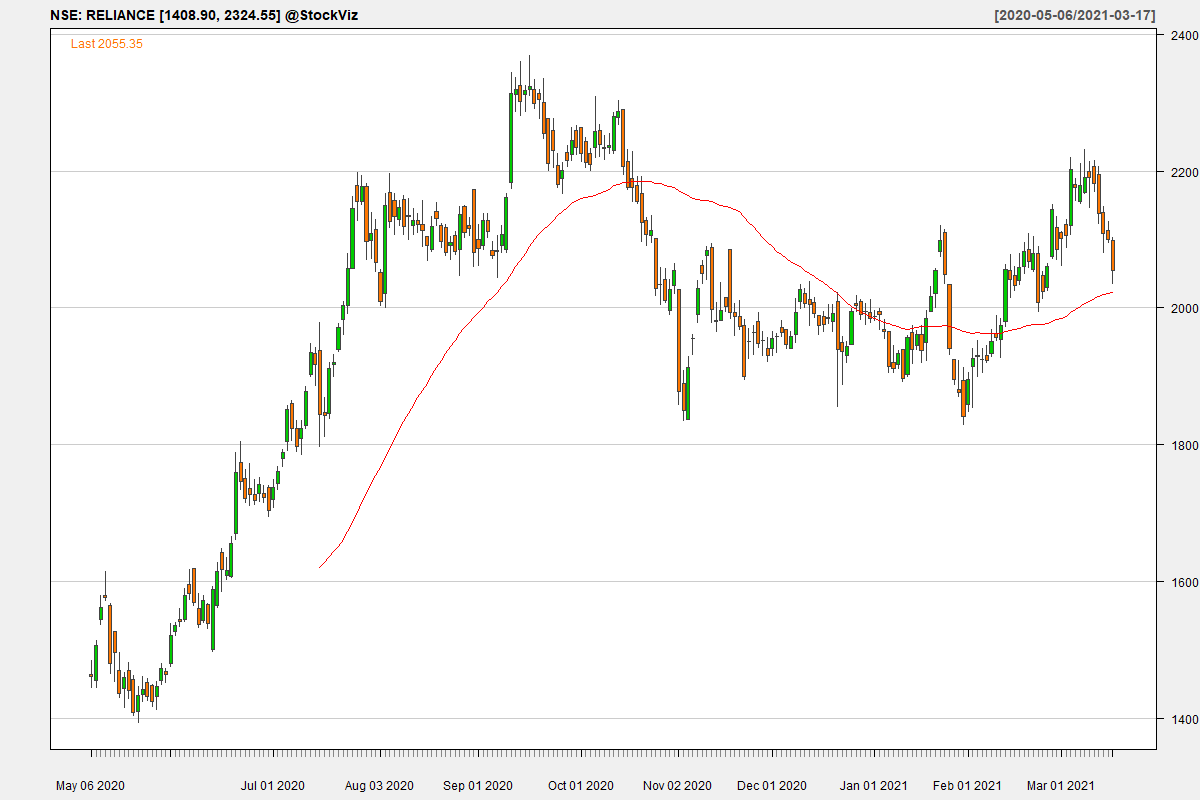 NSE: RELIANCE [1408.90, 2324.55] @StockViz
[2020-05-06/2021-03-17]
Last 2055.35
2400
2200
2000
1800
1600
1400
May 06 2020
Jul 01 2020
Aug 03 2020
Sep 01 2020
Oct 01 2020
Nov 02 2020
Dec 01 2020
Jan 01 2021
Feb 01 2021
Mar 01 2021